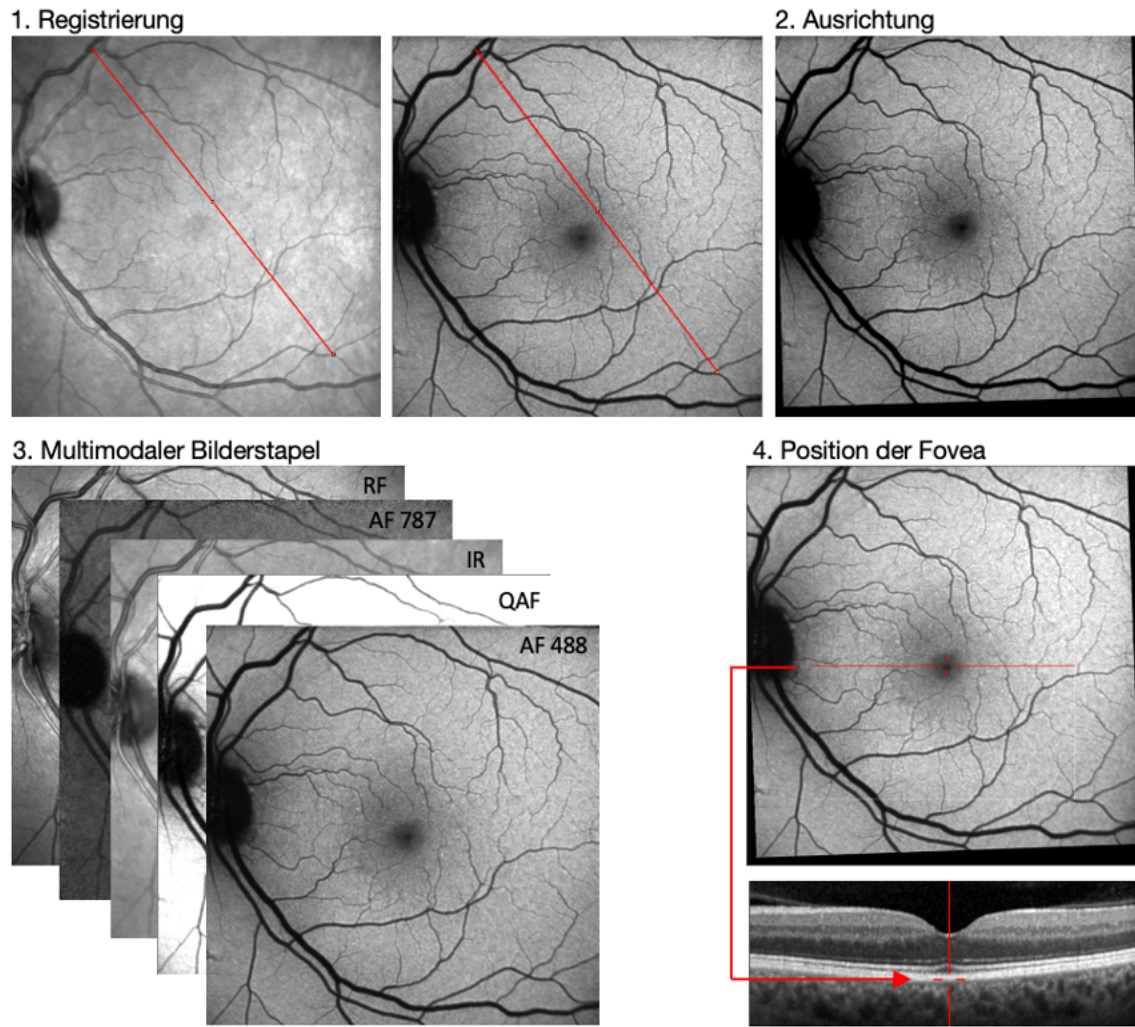 1. Registrierung
2. Ausrichtung
3. Multimodaler Bilderstapel
RF
AF 787
IR
QAF
AF 488
4. Position der Fovea